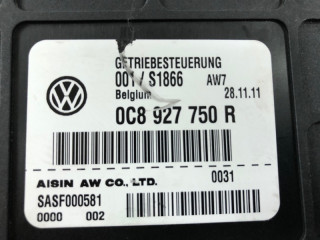 GETRIEBESTEUERUNG
001 / S1866 AW7
Belgium 28.11.11
0C8 927 750 R
AISIN AW CO., LTD. 0031
SASF000581
0000 002